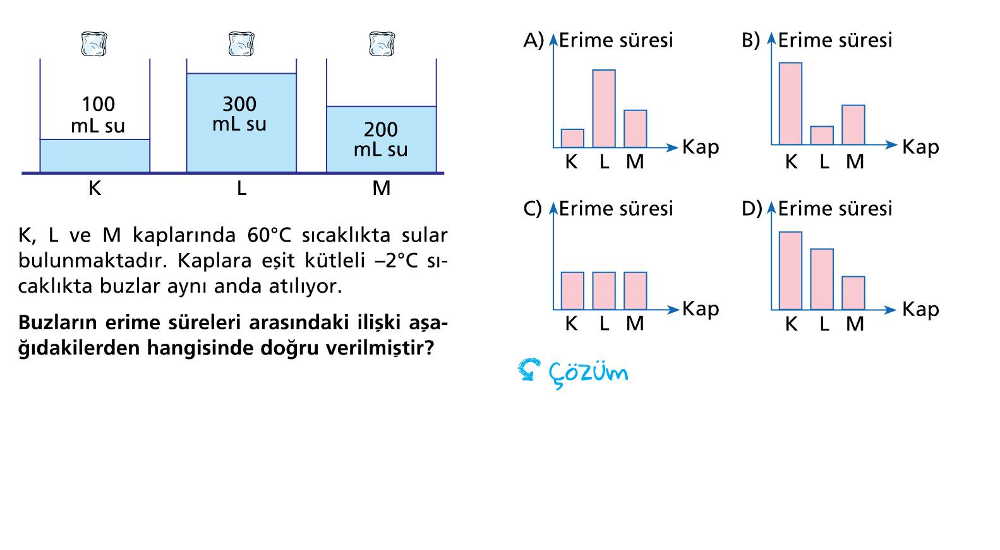 100
mL su
300
mL su
200
mL su
K
L
M
K, L ve M kaplarında 60°C sıcaklıkta sular
bulunmaktadır. Kaplara eşit kütleli –2°C sı-
caklıkta buzlar aynı anda atılıyor.
Buzların erime süreleri arasındaki ilişki aşa-
ğıdakilerden hangisinde doğru verilmiştir?
A) Erime süresi
Kap
K L M
B) Erime süresi
Kap
K L M
C) Erime süresi
Kap
K L M
D) Erime süresi
Kap
K L M
Çözüm